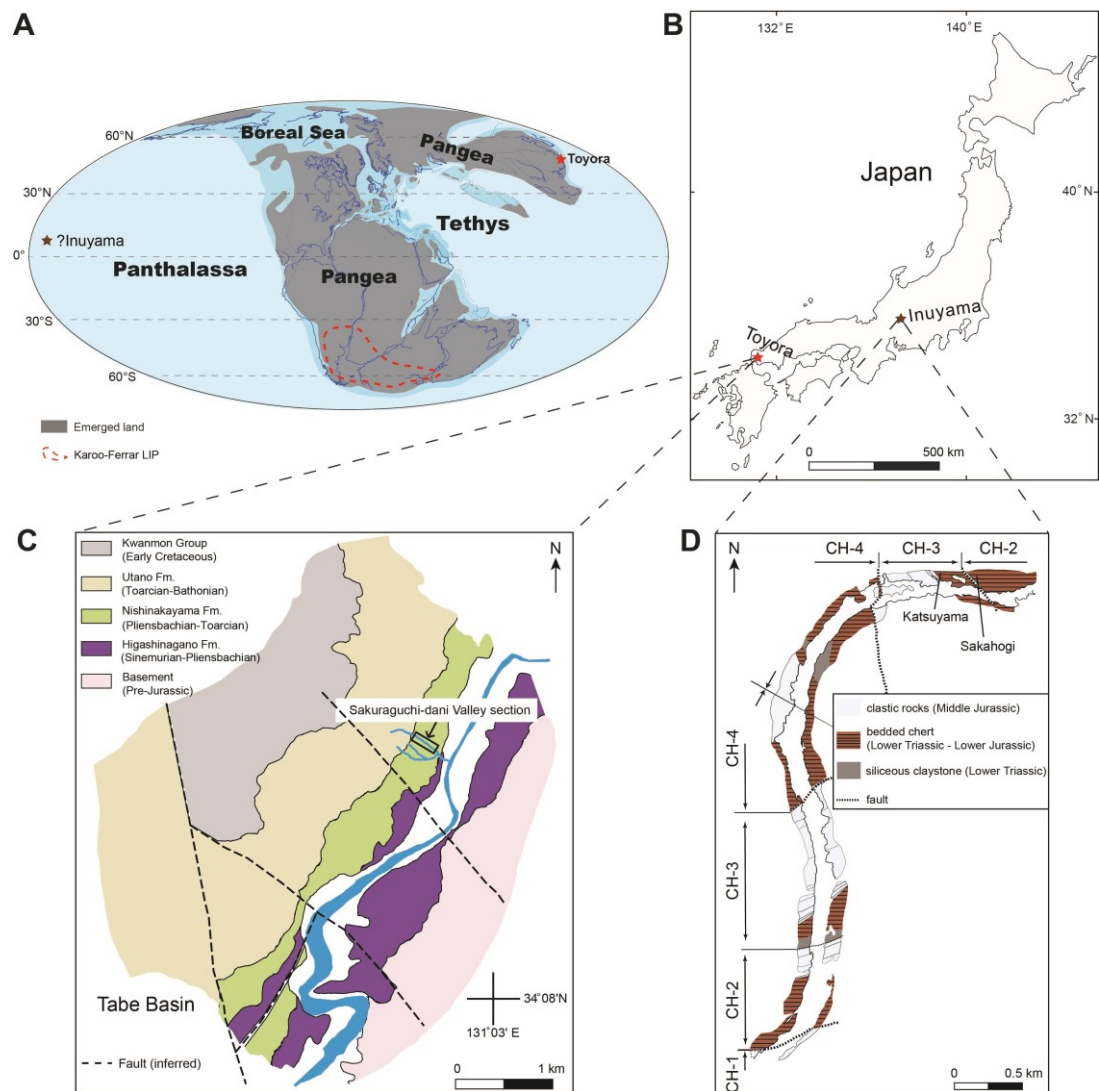 A
60°N
Boreal Sea
Pangea
Toyora
30°N
Tethys
?Inuyama
0°
Panthalassa
Pangea
30°S
60°S
Emerged land
Karoo-Ferrar LIP
B
132°E
140°E
Japan
40°N
Inuyama
Toyora
32°N
0
500 km
C
Kwanmon Group
(Early Cretaceous)
Utano Fm.
(Toarcian-Bathonian)
Nishinakayama Fm.
(Pliensbachian-Toarcian)
Higashinagano Fm.
(Sinemurian-Pliensbachian)
Basement
(Pre-Jurassic)
N
Sakuraguchi-dani Valley section
Tabe Basin
34°08'N
131°03' E
Fault (inferred)
0
1 km
D
N
CH-4
CH-3
CH-2
Katsuyama
Sakahogi
clastic rocks (Middle Jurassic)
bedded chert
(Lower Triassic - Lower Jurassic)
siliceous claystone (Lower Triassic)
fault
CH-4
CH-3
CH-2
CH-1
0
0.5 km